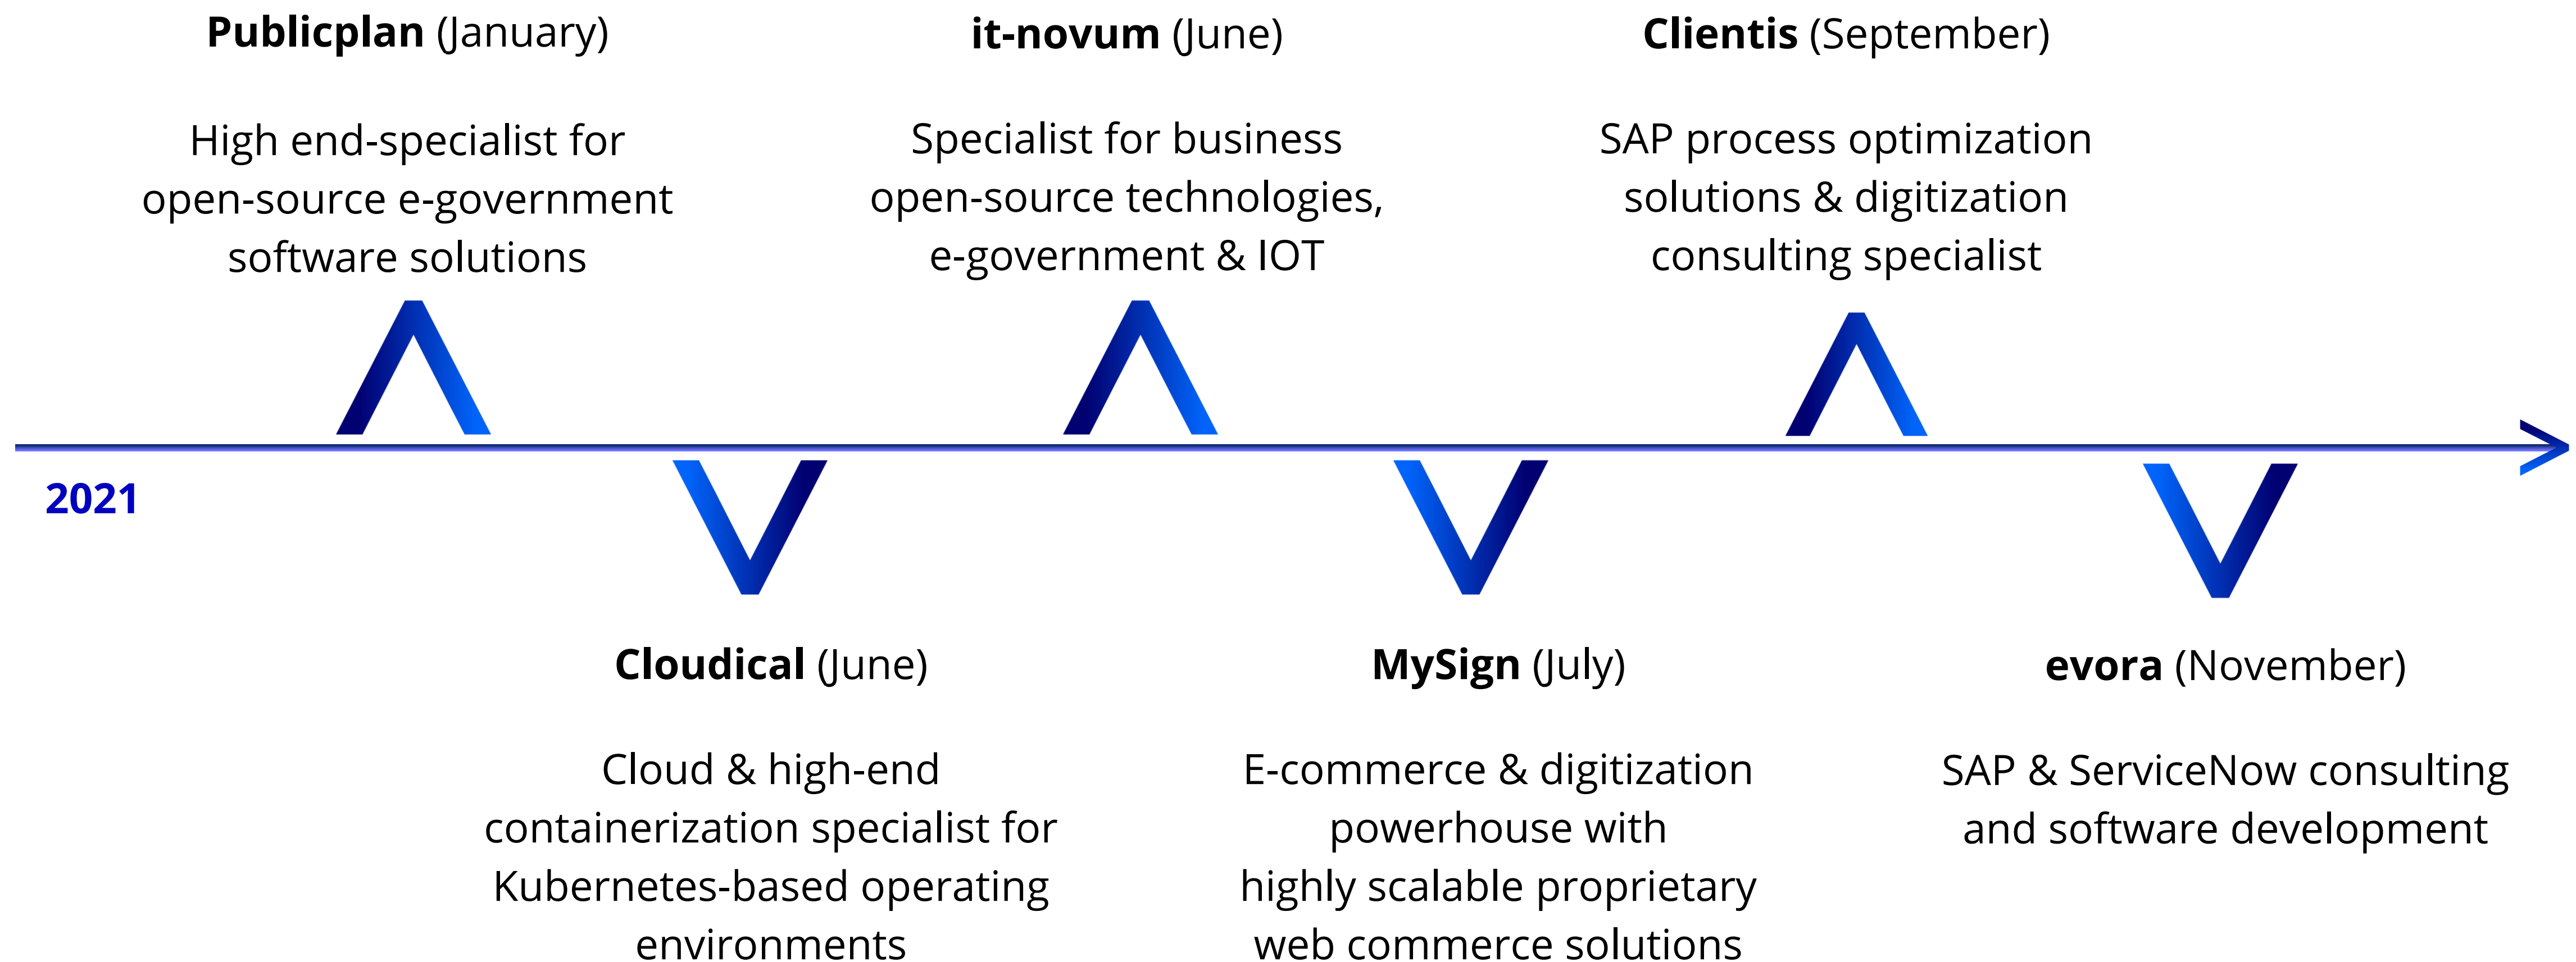 Publicplan (January)
High end-specialist for
open-source e-government
software solutions
it-novum (June)
Specialist for business
open-source technologies,
e-government & IOT
Clientis (September)
SAP process optimization
solutions & digitization
consulting specialist
2021
Cloudical (June)
Cloud & high-end
containerization specialist for
Kubernetes-based operating
environments
MySign (July)
E-commerce & digitization
powerhouse with
highly scalable proprietary
web commerce solutions
evora (November)
SAP & ServiceNow consulting
and software development